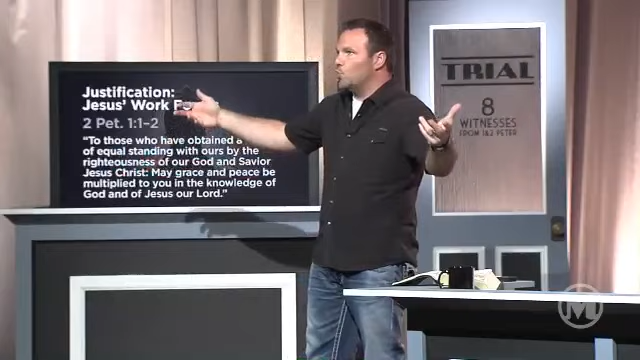 Justification:
Jesus' Work
2 Pet. 1:1–2
"To those who have obtained a
of equal standing with ours by the
righteousness of our God and Savior
Jesus Christ: May grace and peace be
multiplied to you in the knowledge of
God and of Jesus our Lord."
TRIAL
8
WITNESSES
FROM 1&2 PETER
M